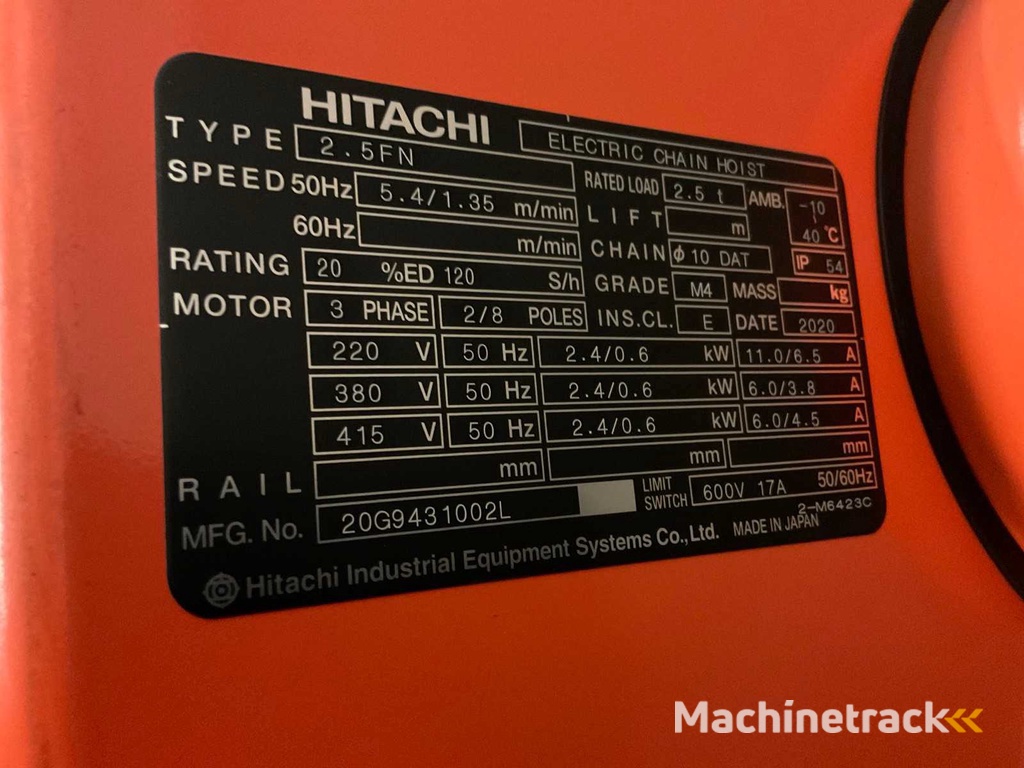 HITACHI ELECTRIC CHAIN HOIST
TYPE 2.5FN RATED LOAD 2.5 t AMB. -10 ~ 40 °C
SPEED 50Hz 5.4/1.35 m/min LIFT m
60Hz m/min CHAIN φ 10 DAT IP 54
RATING 20 %ED 120 S/h GRADE M4 MASS kg
MOTOR 3 PHASE 2/8 POLES INS.CL. E DATE 2020
220 V 50 Hz 2.4/0.6 kW 11.0/6.5 A
380 V 50 Hz 2.4/0.6 kW 6.0/3.8 A
415 V 50 Hz 2.4/0.6 kW 6.0/4.5 A
RAIL mm mm mm
MFG. No. 20G9431002L LIMIT SWITCH 600V 17A 50/60Hz
2-M6423C
Hitachi Industrial Equipment Systems Co., Ltd. MADE IN JAPAN
Machinetrack